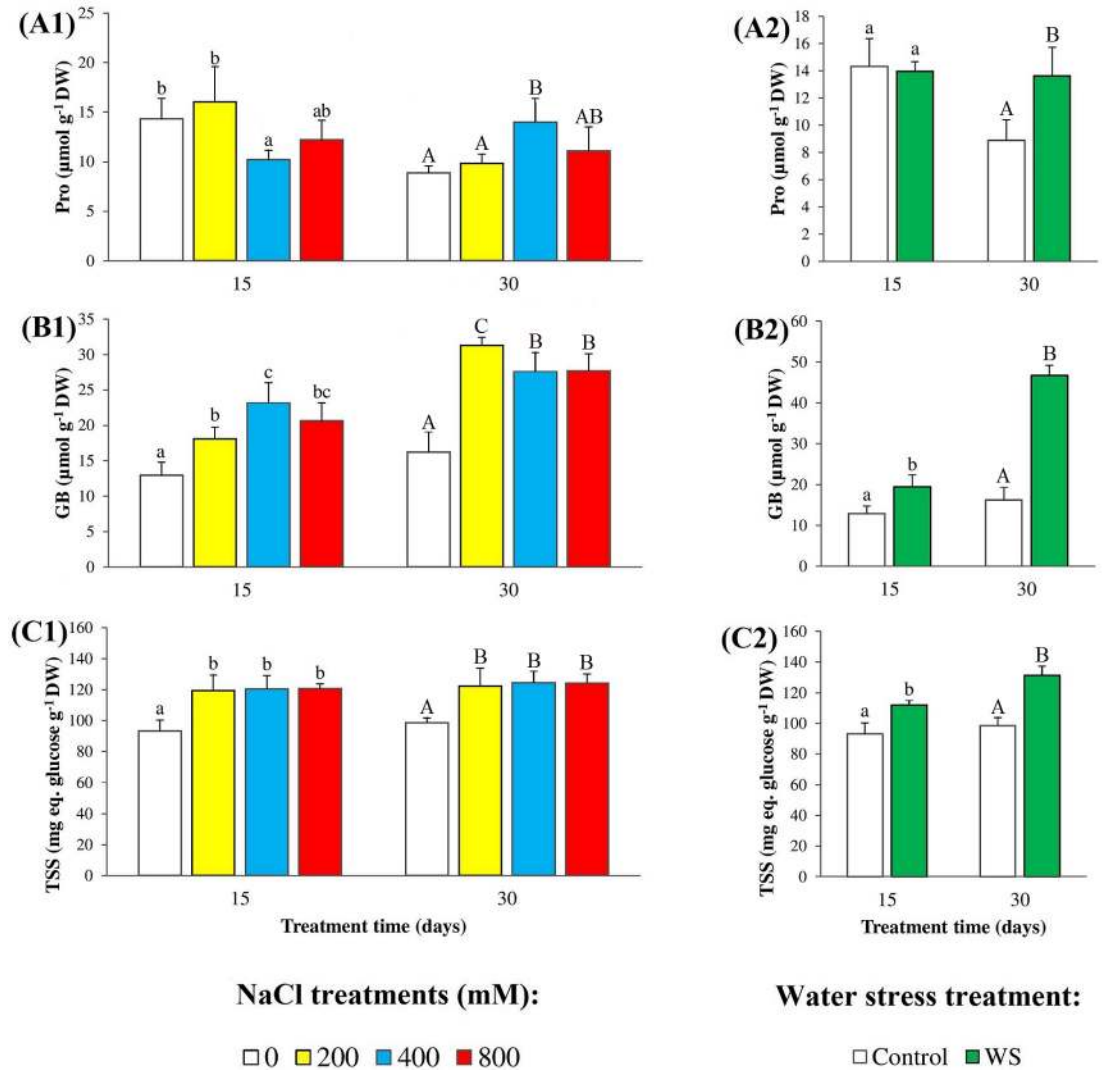 (A1)
25
20
15
10
5
0
Pro (µmol g-1 DW)
b
b
a
ab
A
A
B
AB
15
30
(A2)
18
16
14
12
10
8
6
4
2
0
Pro (µmol g-1 DW)
a
a
A
B
15
30
(B1)
35
30
25
20
15
10
5
0
GB (µmol g-1 DW)
a
b
c
bc
A
C
B
B
15
30
(B2)
60
50
40
30
20
10
0
GB (µmol g-1 DW)
a
b
A
B
15
30
(C1)
160
140
120
100
80
60
40
20
0
TSS (mg eq. glucose g-1 DW)
a
b
b
b
A
B
B
B
15
30
Treatment time (days)
(C2)
160
140
120
100
80
60
40
20
0
TSS (mg eq. glucose g-1 DW)
a
b
A
B
15
30
Treatment time (days)
NaCl treatments (mM):
0 200 400 800
Water stress treatment:
Control WS